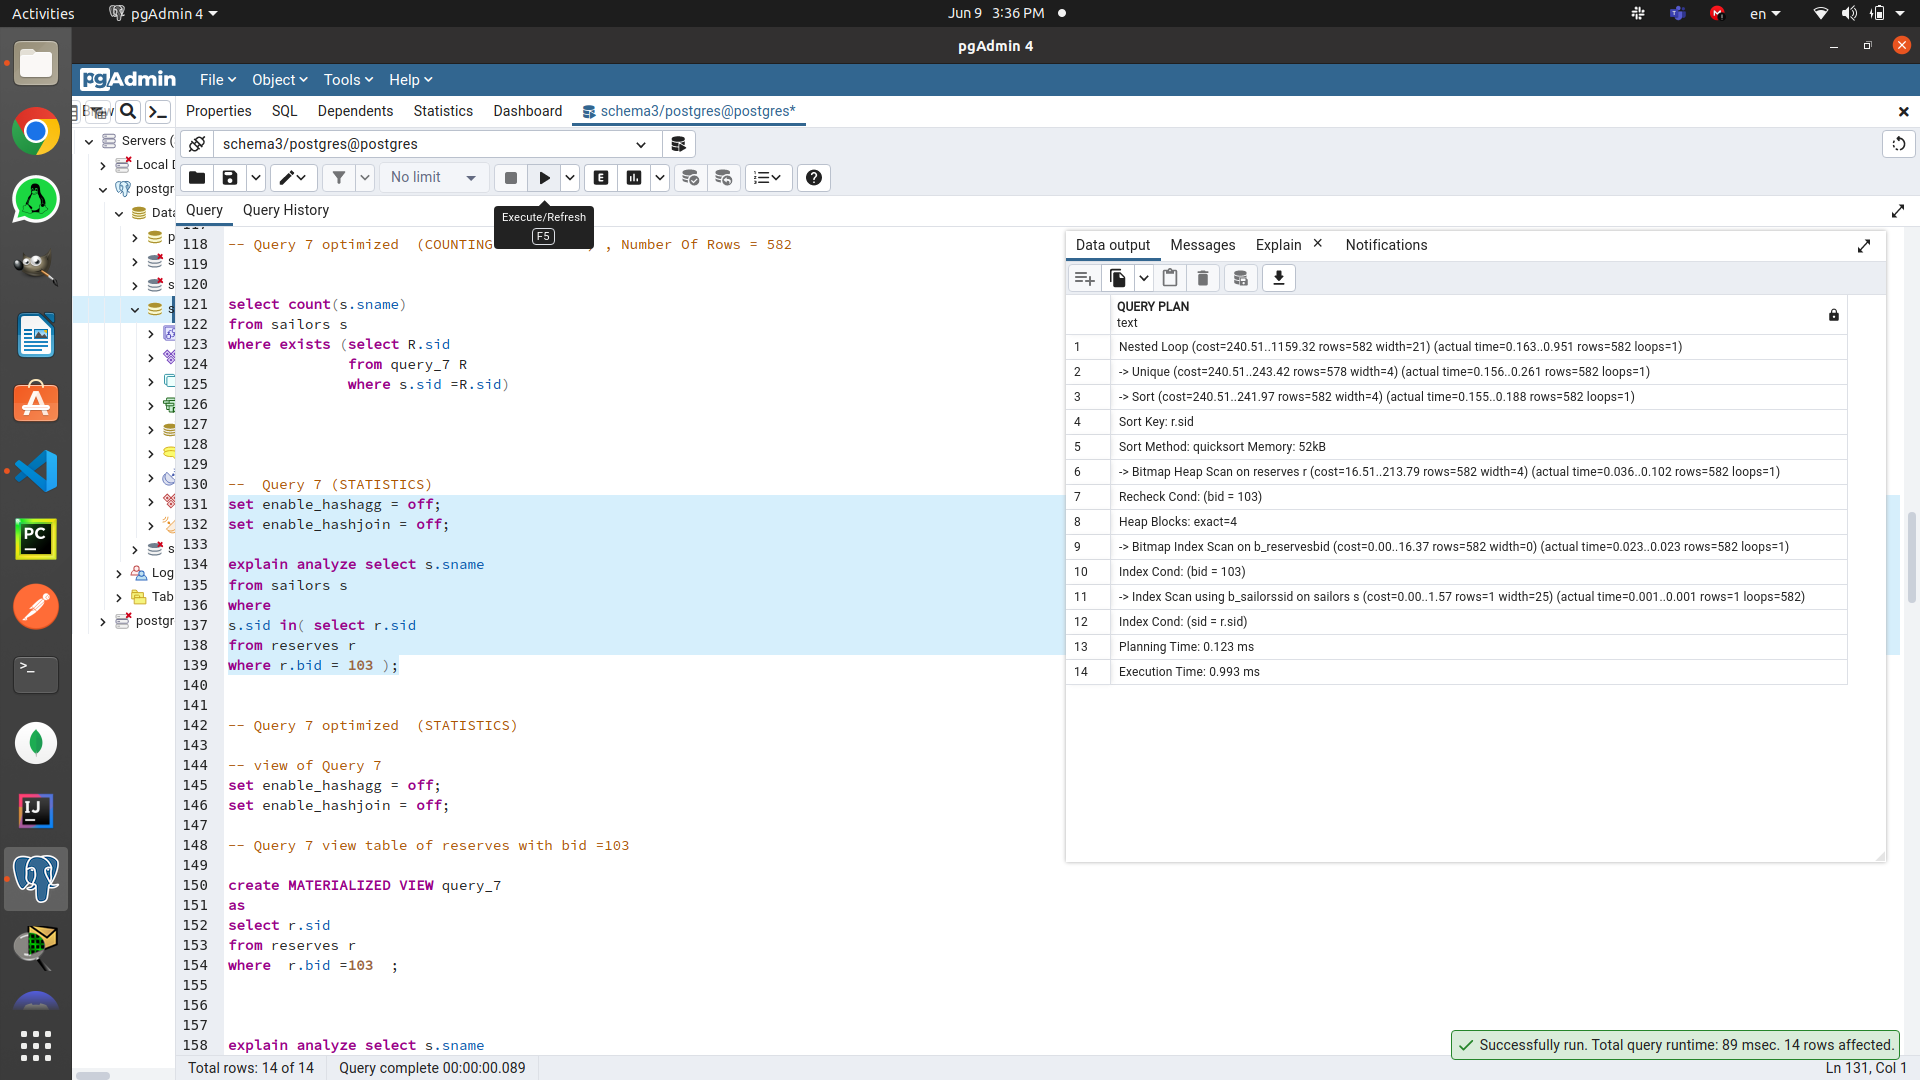 Activities
pgAdmin 4
Jun 9 3:36 PM
en
pgAdmin 4
pgAdmin
File
Object
Tools
Help
Properties
SQL
Dependents
Statistics
Dashboard
schema3/postgres@postgres*
Servers (
Local D
postgr
Data
p
s
s
s
s
Log
Tab
postgr
schema3/postgres@postgres
No limit
E
Query
Query History
Execute/Refresh
F5
118 -- Query 7 optimized (COUNTING ) , Number Of Rows = 582
119
120
121 select count(s.sname)
122 from sailors s
123 where exists (select R.sid
124 from query_7 R
125 where s.sid =R.sid)
126
127
128
129
130 -- Query 7 (STATISTICS)
131 set enable_hashagg = off;
132 set enable_hashjoin = off;
133
134 explain analyze select s.sname
135 from sailors s
136 where
137 s.sid in( select r.sid
138 from reserves r
139 where r.bid = 103 );
140
141
142 -- Query 7 optimized (STATISTICS)
143
144 -- view of Query 7
145 set enable_hashagg = off;
146 set enable_hashjoin = off;
147
148 -- Query 7 view table of reserves with bid =103
149
150 create MATERIALIZED VIEW query_7
151 as
152 select r.sid
153 from reserves r
154 where r.bid =103 ;
155
156
157
158 explain analyze select s.sname
Data output
Messages
Explain
Notifications
QUERY PLAN
text
1 Nested Loop (cost=240.51..1159.32 rows=582 width=21) (actual time=0.163..0.951 rows=582 loops=1)
2 -> Unique (cost=240.51..243.42 rows=578 width=4) (actual time=0.156..0.261 rows=582 loops=1)
3 -> Sort (cost=240.51..241.97 rows=582 width=4) (actual time=0.155..0.188 rows=582 loops=1)
4 Sort Key: r.sid
5 Sort Method: quicksort Memory: 52kB
6 -> Bitmap Heap Scan on reserves r (cost=16.51..213.79 rows=582 width=4) (actual time=0.036..0.102 rows=582 loops=1)
7 Recheck Cond: (bid = 103)
8 Heap Blocks: exact=4
9 -> Bitmap Index Scan on b_reservesbid (cost=0.00..16.37 rows=582 width=0) (actual time=0.023..0.023 rows=582 loops=1)
10 Index Cond: (bid = 103)
11 -> Index Scan using b_sailorssid on sailors s (cost=0.00..1.57 rows=1 width=25) (actual time=0.001..0.001 rows=1 loops=582)
12 Index Cond: (sid = r.sid)
13 Planning Time: 0.123 ms
14 Execution Time: 0.993 ms
Successfully run. Total query runtime: 89 msec. 14 rows affected.
Total rows: 14 of 14
Query complete 00:00:00.089
Ln 131, Col 1
PC
IJ